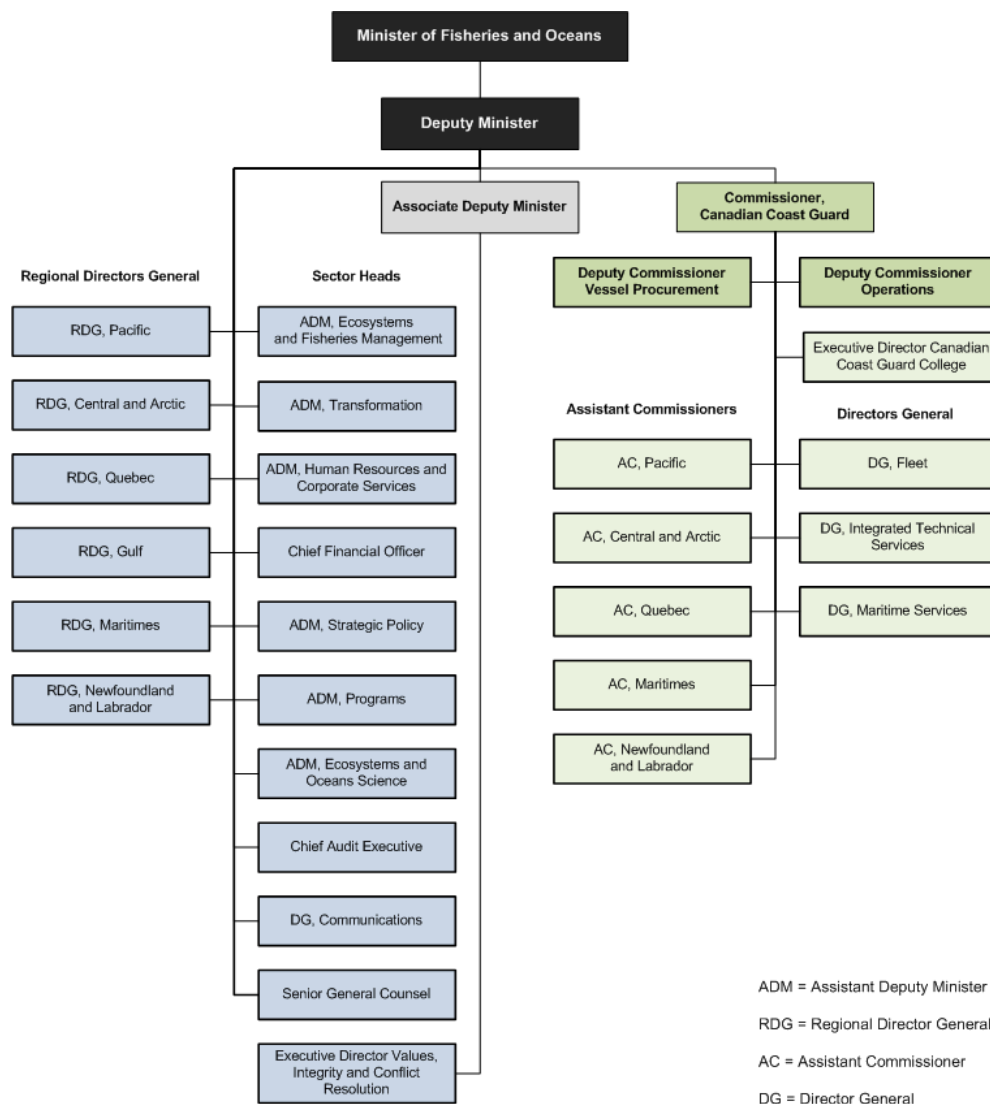 Minister of Fisheries and Oceans
Deputy Minister
Associate Deputy Minister
Commissioner,
Canadian Coast Guard
Regional Directors General
Sector Heads
RDG, Pacific
ADM, Ecosystems
and Fisheries Management
RDG, Central and Arctic
ADM, Transformation
RDG, Quebec
ADM, Human Resources and
Corporate Services
RDG, Gulf
Chief Financial Officer
RDG, Maritimes
ADM, Strategic Policy
RDG, Newfoundland
and Labrador
ADM, Programs
ADM, Ecosystems and
Oceans Science
Chief Audit Executive
DG, Communications
Senior General Counsel
Executive Director Values,
Integrity and Conflict
Resolution
Deputy Commissioner
Vessel Procurement
Deputy Commissioner
Operations
Executive Director Canadian
Coast Guard College
Assistant Commissioners
Directors General
AC, Pacific
DG, Fleet
AC, Central and Arctic
DG, Integrated Technical
Services
AC, Quebec
DG, Maritime Services
AC, Maritimes
AC, Newfoundland
and Labrador
ADM = Assistant Deputy Minister
RDG = Regional Director General
AC = Assistant Commissioner
DG = Director General